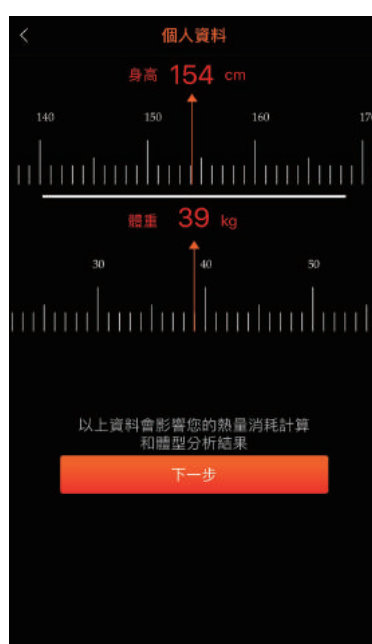 個人資料
身高 154 cm
140 150 160 17
體重 39 kg
30 40 50
以上資料會影響您的熱量消耗計算
和體型分析結果
下一步